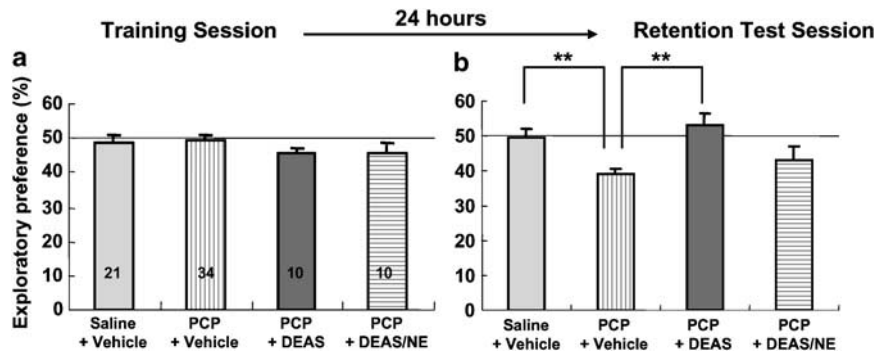 Training Session 24 hours Retention Test Session
a
Exploratory preference (%)
60
50
40
30
20
10
0
21 34 10 10
Saline + Vehicle
PCP + Vehicle
PCP + DEAS
PCP + DEAS/NE
b
** **
60
50
40
30
20
10
0
Saline + Vehicle
PCP + Vehicle
PCP + DEAS
PCP + DEAS/NE